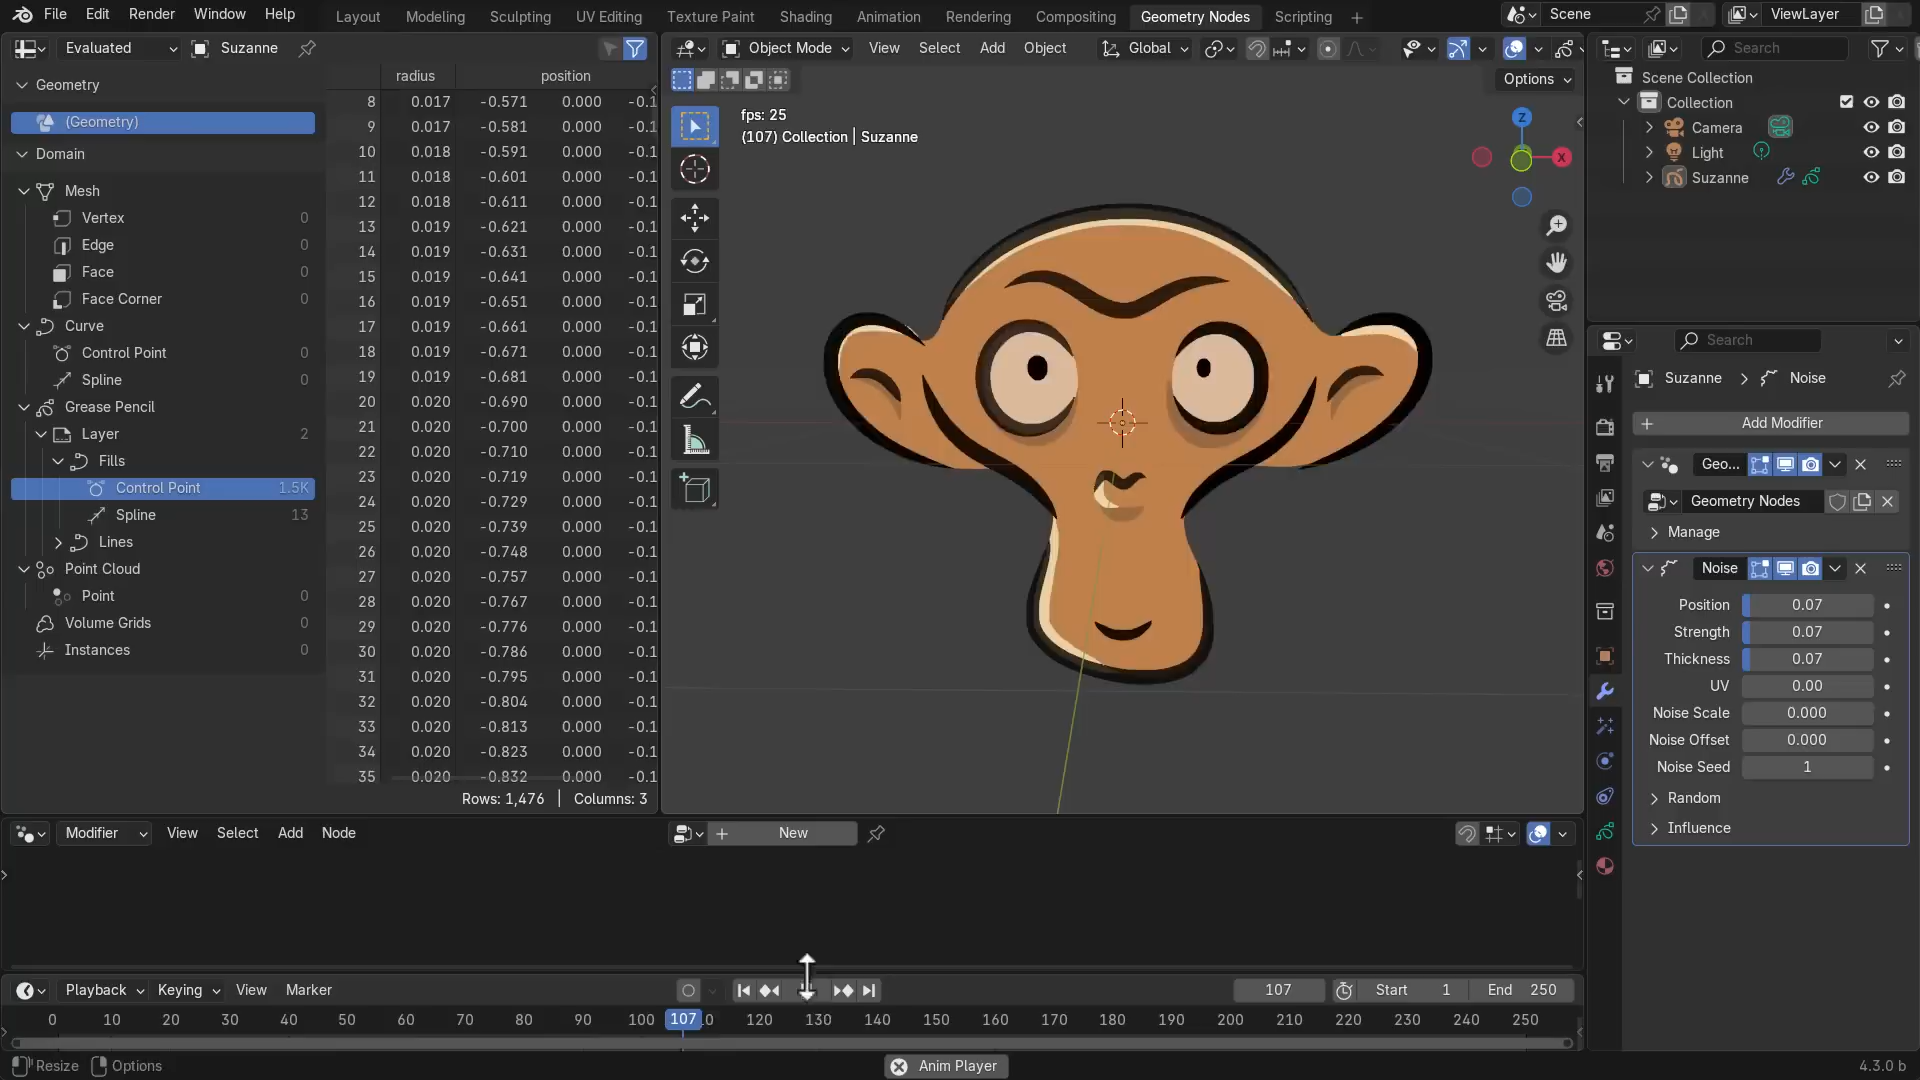 File Edit Render Window Help
Layout Modeling Sculpting UV Editing Texture Paint Shading Animation Rendering Compositing Geometry Nodes Scripting +
Scene
ViewLayer
Evaluated Suzanne
Geometry
(Geometry)
Domain
Mesh
Vertex 0
Edge 0
Face 0
Face Corner 0
Curve
Control Point 0
Spline 0
Grease Pencil
Layer 2
Fills
Control Point 1.5K
Spline 13
Lines
Point Cloud
Point 0
Volume Grids 0
Instances 0
radius position
8 0.017 -0.571 0.000 -0.1
9 0.017 -0.581 0.000 -0.1
10 0.018 -0.591 0.000 -0.1
11 0.018 -0.601 0.000 -0.1
12 0.018 -0.611 0.000 -0.1
13 0.019 -0.621 0.000 -0.1
14 0.019 -0.631 0.000 -0.1
15 0.019 -0.641 0.000 -0.1
16 0.019 -0.651 0.000 -0.1
17 0.019 -0.661 0.000 -0.1
18 0.019 -0.671 0.000 -0.1
19 0.019 -0.681 0.000 -0.1
20 0.020 -0.690 0.000 -0.1
21 0.020 -0.700 0.000 -0.1
22 0.020 -0.710 0.000 -0.1
23 0.020 -0.719 0.000 -0.1
24 0.020 -0.729 0.000 -0.1
25 0.020 -0.739 0.000 -0.1
26 0.020 -0.748 0.000 -0.1
27 0.020 -0.757 0.000 -0.1
28 0.020 -0.767 0.000 -0.1
29 0.020 -0.776 0.000 -0.1
30 0.020 -0.786 0.000 -0.1
31 0.020 -0.795 0.000 -0.1
32 0.020 -0.804 0.000 -0.1
33 0.020 -0.813 0.000 -0.1
34 0.020 -0.823 0.000 -0.1
35 0.020 -0.832 0.000 -0.1
Rows: 1,476 | Columns: 3
Object Mode View Select Add Object Global
Options
fps: 25
(107) Collection | Suzanne
Z
X
Search
Scene Collection
Collection
Camera
Light
Suzanne
Search
Suzanne > Noise
+ Add Modifier
Geo...
Geometry Nodes
Manage
Noise
Position 0.07
Strength 0.07
Thickness 0.07
UV 0.00
Noise Scale 0.000
Noise Offset 0.000
Noise Seed 1
Random
Influence
Modifier View Select Add Node
+ New
Playback Keying View Marker
107 Start 1 End 250
0 10 20 30 40 50 60 70 80 90 100 107 0 120 130 140 150 160 170 180 190 200 210 220 230 240 250
Resize Options
Anim Player
4.3.0 b